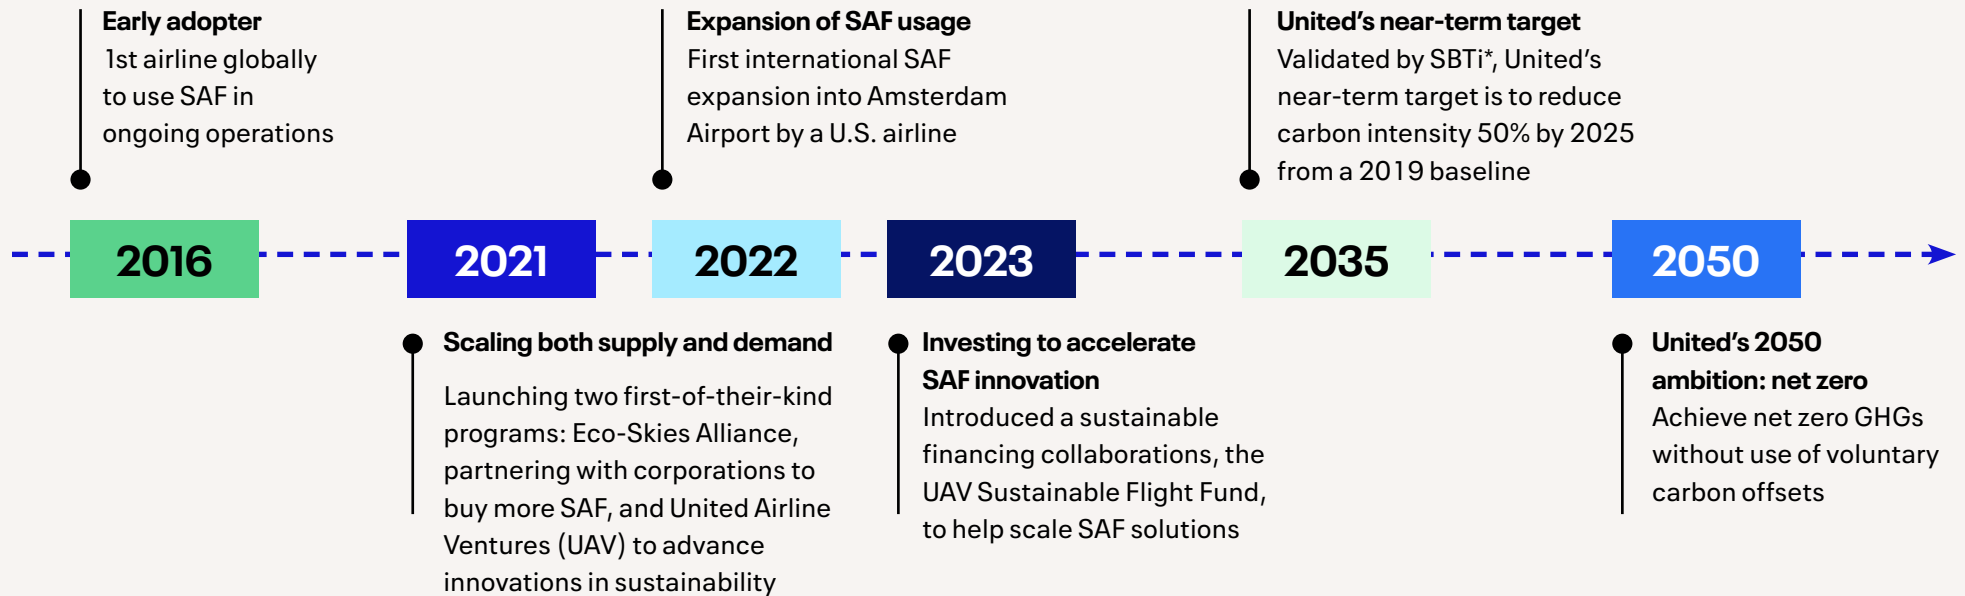 Early adopter
1st airline globally
to use SAF in
ongoing operations
Expansion of SAF usage
First international SAF
expansion into Amsterdam
Airport by a U.S. airline
United's near-term target
Validated by SBTi*, United's
near-term target is to reduce
carbon intensity 50% by 2025
from a 2019 baseline
2016
2021
2022
2023
2035
2050
Scaling both supply and demand
Launching two first-of-their-kind
programs: Eco-Skies Alliance,
partnering with corporations to
buy more SAF, and United Airline
Ventures (UAV) to advance
innovations in sustainability
Investing to accelerate
SAF innovation
Introduced a sustainable
financing collaborations, the
UAV Sustainable Flight Fund,
to help scale SAF solutions
United's 2050
ambition: net zero
Achieve net zero GHGs
without use of voluntary
carbon offsets